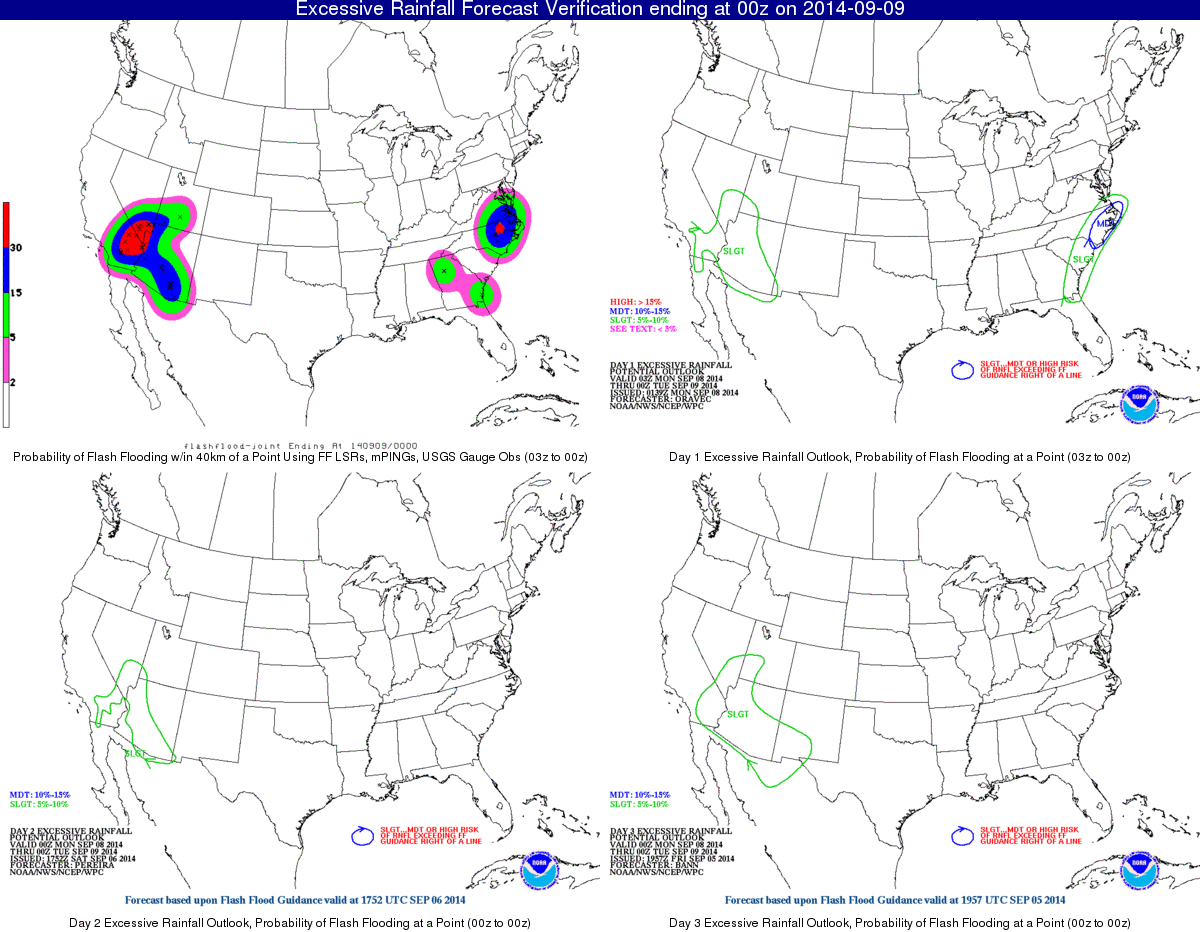 Excessive Rainfall Forecast Verification ending at 00z on 2014-09-09
30
15
5
2
flashflood-joint Ending At 140909/0000
Probability of Flash Flooding w/in 40km of a Point Using FF LSRs, mPINGs, USGS Gauge Obs (03z to 00z)
SLGT
MDT
SLGT
HIGH: > 15%
MDT: 10%-15%
SLGT: 5%-10%
SEE TEXT: < 5%
DAY 1 EXCESSIVE RAINFALL
POTENTIAL OUTLOOK
VALID 03Z MON SEP 08 2014
THRU 00Z TUE SEP 09 2014
ISSUED: 0139Z MON SEP 08 2014
FORECASTER: ORAVEC
NOAA/NWS/NCEP/WPC
SLGT...MDT OR HIGH RISK
OF RNFL EXCEEDING FF
GUIDANCE RIGHT OF A LINE
NOAA
Day 1 Excessive Rainfall Outlook, Probability of Flash Flooding at a Point (03z to 00z)
SLGT
MDT: 10%-15%
SLGT: 5%-10%
DAY 2 EXCESSIVE RAINFALL
POTENTIAL OUTLOOK
VALID 00Z MON SEP 08 2014
THRU 00Z TUE SEP 09 2014
ISSUED: 1752Z SAT SEP 06 2014
FORECASTER: PEREIRA
NOAA/NWS/NCEP/WPC
SLGT...MDT OR HIGH RISK
OF RNFL EXCEEDING FF
GUIDANCE RIGHT OF A LINE
NOAA
Forecast based upon Flash Flood Guidance valid at 1752 UTC SEP 06 2014
Day 2 Excessive Rainfall Outlook, Probability of Flash Flooding at a Point (00z to 00z)
SLGT
MDT: 10%-15%
SLGT: 5%-10%
DAY 3 EXCESSIVE RAINFALL
POTENTIAL OUTLOOK
VALID 00Z MON SEP 08 2014
THRU 00Z TUE SEP 09 2014
ISSUED: 1957Z FRI SEP 05 2014
FORECASTER: BANN
NOAA/NWS/NCEP/WPC
SLGT...MDT OR HIGH RISK
OF RNFL EXCEEDING FF
GUIDANCE RIGHT OF A LINE
NOAA
Forecast based upon Flash Flood Guidance valid at 1957 UTC SEP 05 2014
Day 3 Excessive Rainfall Outlook, Probability of Flash Flooding at a Point (00z to 00z)